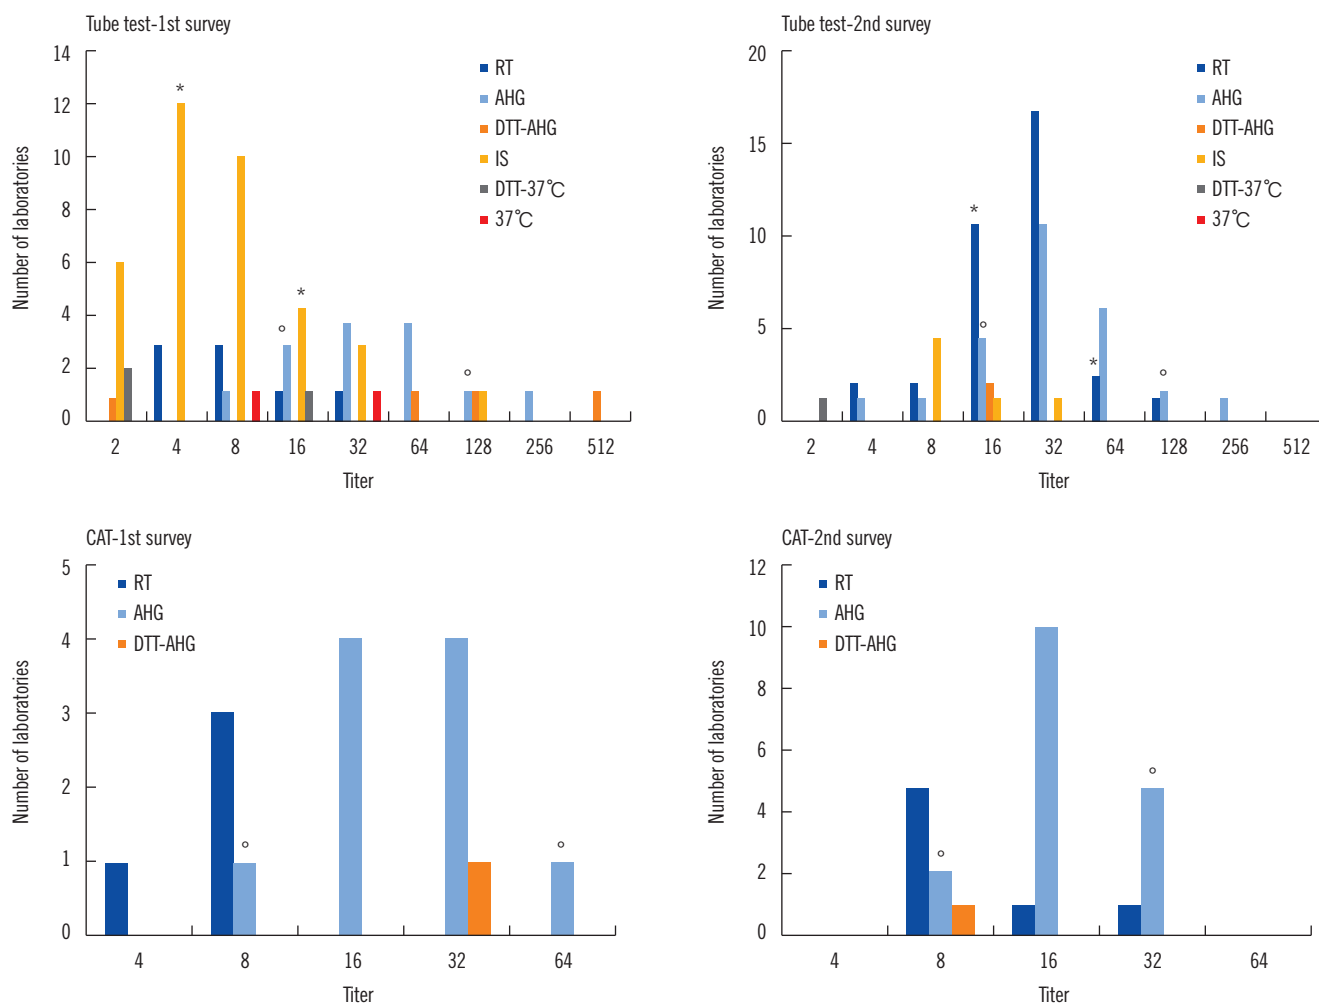 Tube test-1st survey
14
12
10
8
6
4
2
0
Number of laboratories
RT
AHG
DTT-AHG
IS
DTT-37℃
37℃
*
*
°
°
2 4 8 16 32 64 128 256 512
Titer
Tube test-2nd survey
20
15
10
5
0
Number of laboratories
RT
AHG
DTT-AHG
IS
DTT-37℃
37℃
*
°
*
°
2 4 8 16 32 64 128 256 512
Titer
CAT-1st survey
5
4
3
2
1
0
Number of laboratories
RT
AHG
DTT-AHG
°
°
4 8 16 32 64
Titer
CAT-2nd survey
12
10
8
6
4
2
0
Number of laboratories
RT
AHG
DTT-AHG
°
°
4 8 16 32 64
Titer